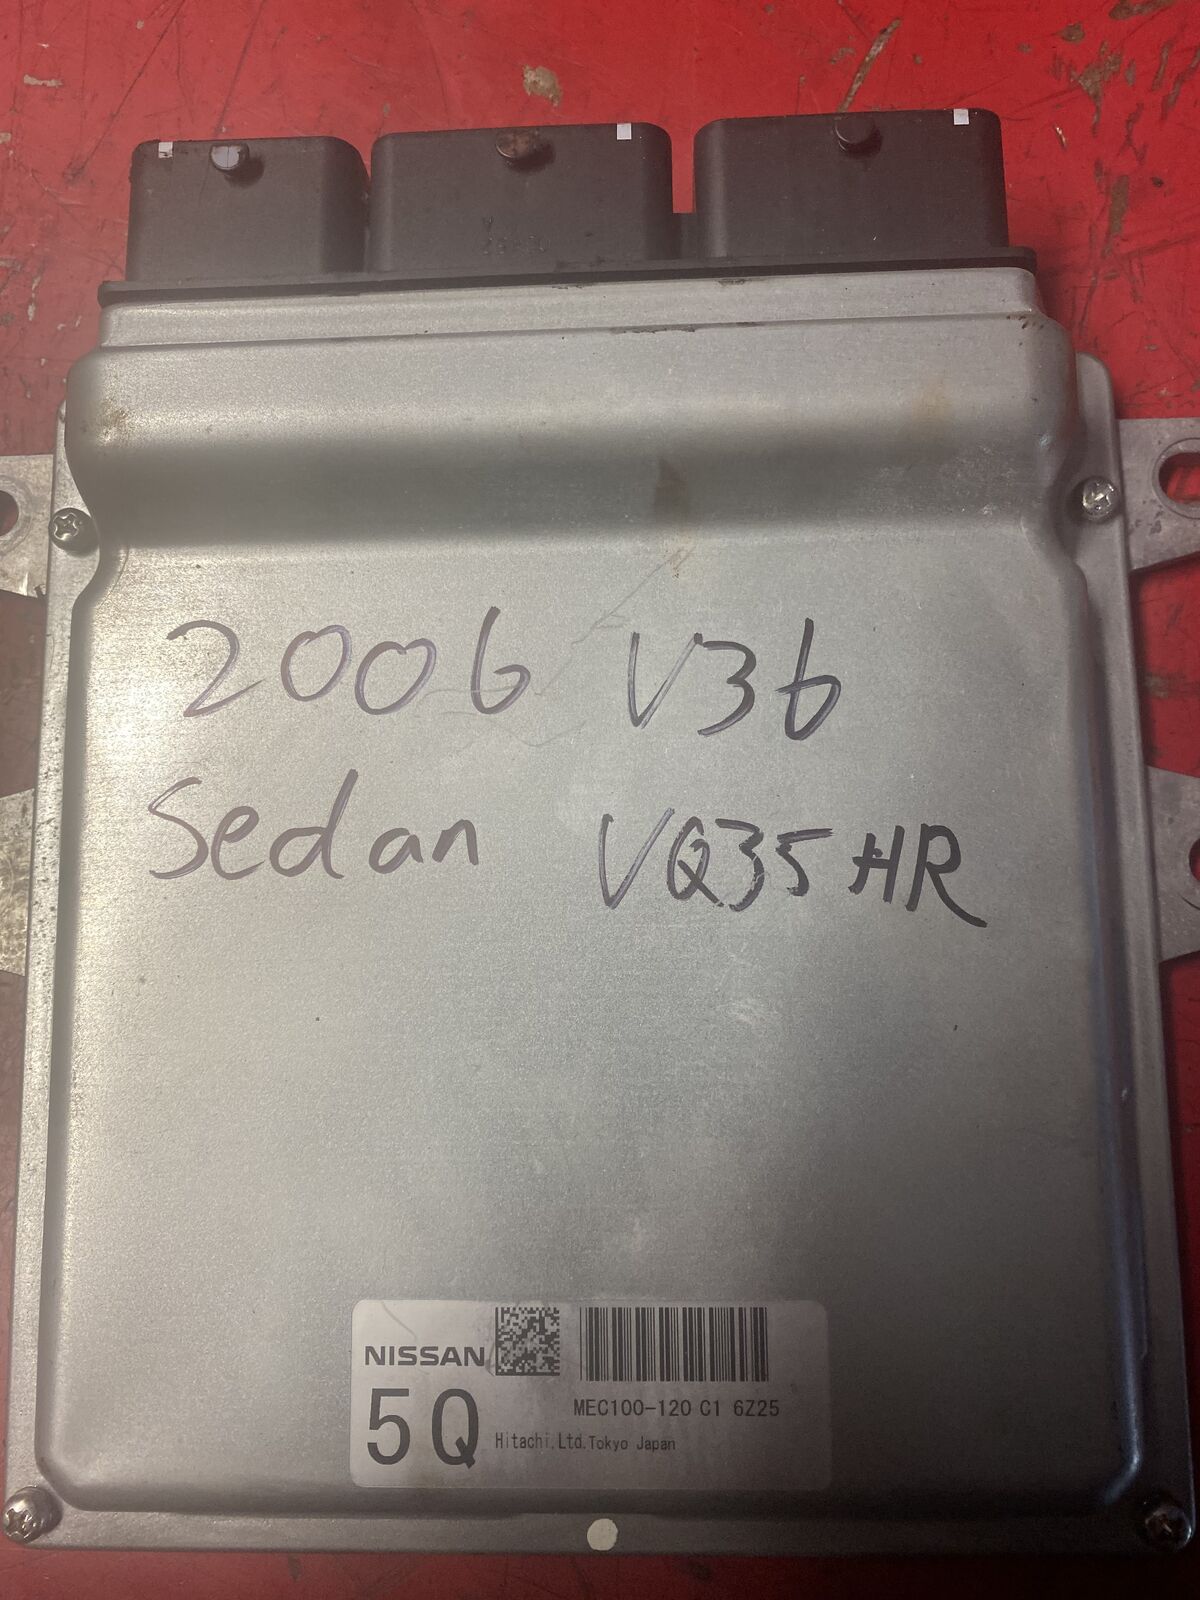 2006 V36
Sedan VQ35HR
NISSAN
MEC100-120 C1 6Z25
5Q
Hitachi,Ltd.Tokyo Japan